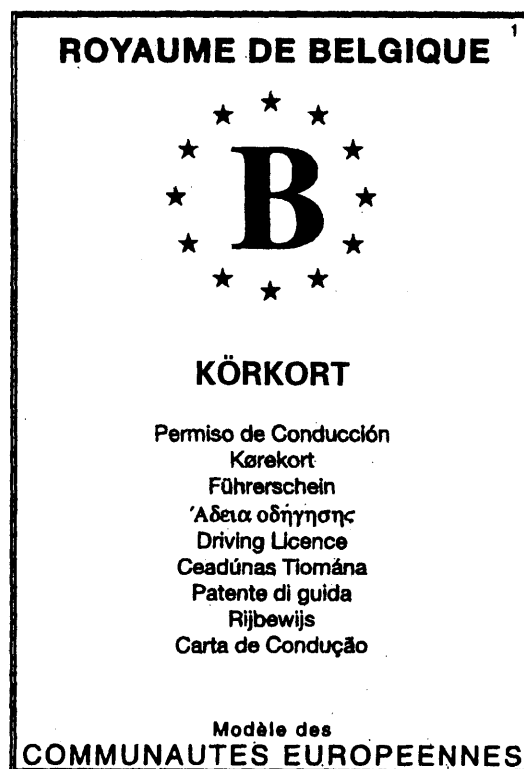 1
ROYAUME DE BELGIQUE
B
KÖRKORT
Permiso de Conducción
Kørekort
Führerschein
Άδεια οδήγησης
Driving Licence
Ceadúnas Tiomána
Patente di guida
Rijbewijs
Carta de Condução
Modèle des
COMMUNAUTES EUROPEENNES